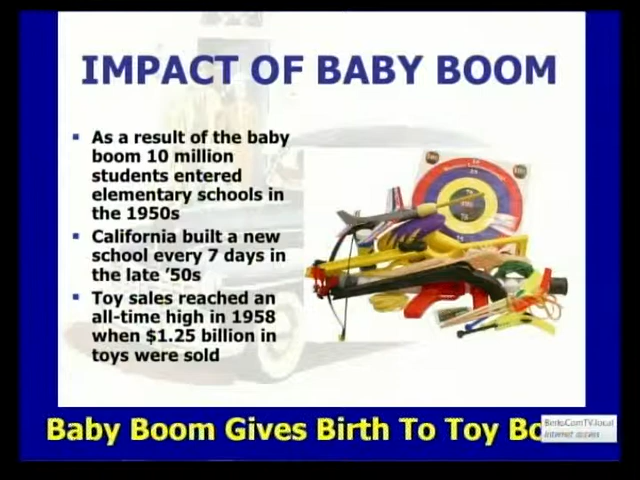 IMPACT OF BABY BOOM
As a result of the baby
boom 10 million
students entered
elementary schools in
the 1950s
California built a new
school every 7 days in
the late ’50s
Toy sales reached an
all-time high in 1958
when $1.25 billion in
toys were sold
Baby Boom Gives Birth To Toy
internet access